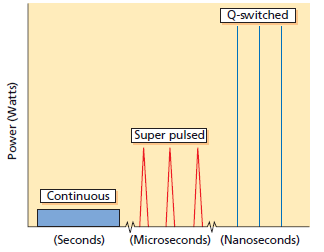 Q-switched
Super pulsed
Continuous
Power (Watts)
(Seconds) (Microseconds) (Nanoseconds)